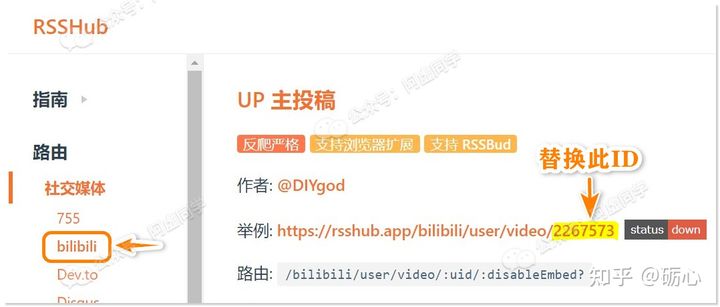 RSSHub
公众号：阿虚同学
指南
UP 主投稿
反爬严格 支持浏览器扩展 支持 RSSBud
替换此ID
路由
社交媒体
作者: @DIYgod
755
举例: https://rsshub.app/bilibili/user/video/2267573 status down
bilibili
Dev.to
路由: /bilibili/user/video/:uid/:disableEmbed?
Disqus
知乎 @砺心